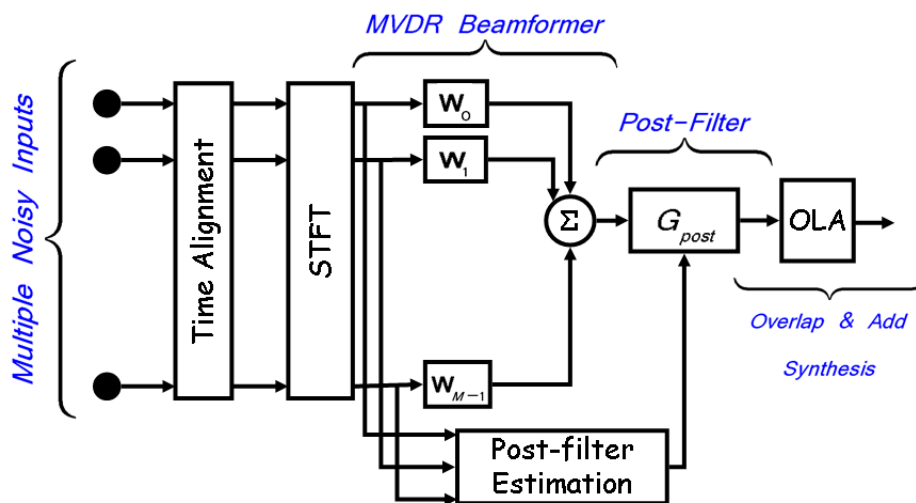 MVDR Beamformer
Multiple Noisy Inputs
Time Alignment
STFT
W0
W1
WM-1
Σ
Post-Filter
Gpost
OLA
Overlap & Add
Synthesis
Post-filter
Estimation